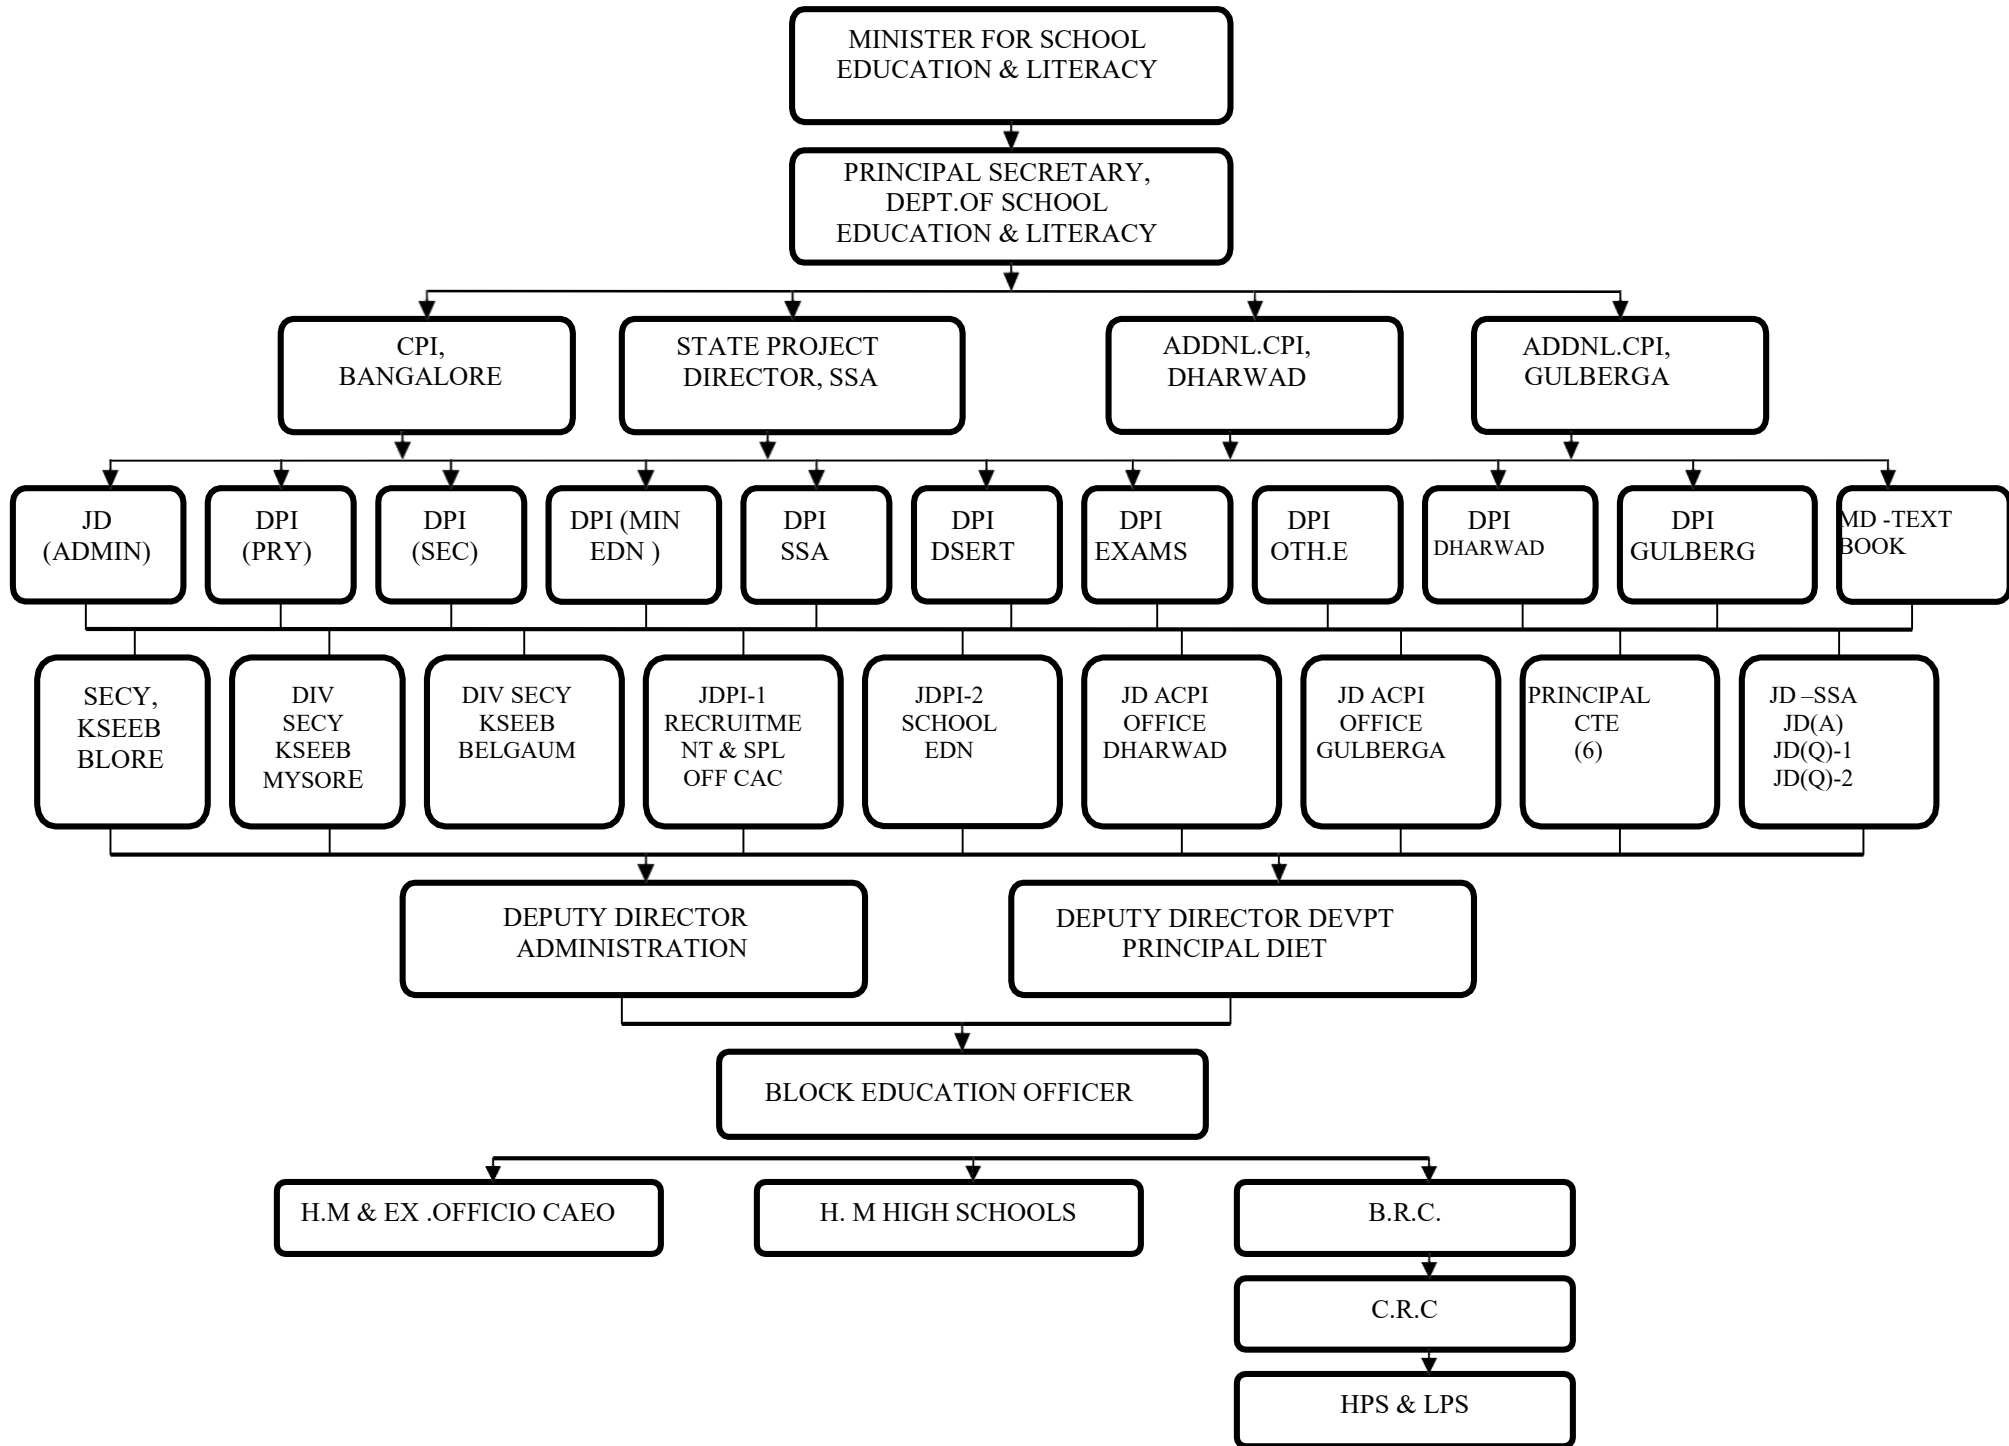 MINISTER FOR SCHOOL
EDUCATION & LITERACY
PRINCIPAL SECRETARY,
DEPT.OF SCHOOL
EDUCATION & LITERACY
CPI,
BANGALORE
STATE PROJECT
DIRECTOR, SSA
ADDNL.CPI,
DHARWAD
ADDNL.CPI,
GULBERGA
JD
(ADMIN)
DPI
(PRY)
DPI
(SEC)
DPI (MIN
EDN )
DPI
SSA
DPI
DSERT
DPI
EXAMS
DPI
OTH.E
DPI
DHARWAD
DPI
GULBERG
MD -TEXT
BOOK
SECY,
KSEEB
BLORE
DIV
SECY
KSEEB
MYSORE
DIV SECY
KSEEB
BELGAUM
JDPI-1
RECRUITME
NT & SPL
OFF CAC
JDPI-2
SCHOOL
EDN
JD ACPI
OFFICE
DHARWAD
JD ACPI
OFFICE
GULBERGA
PRINCIPAL
CTE
(6)
JD –SSA
JD(A)
JD(Q)-1
JD(Q)-2
DEPUTY DIRECTOR
ADMINISTRATION
DEPUTY DIRECTOR DEVPT
PRINCIPAL DIET
BLOCK EDUCATION OFFICER
H.M & EX .OFFICIO CAEO
H. M HIGH SCHOOLS
B.R.C.
C.R.C
HPS & LPS